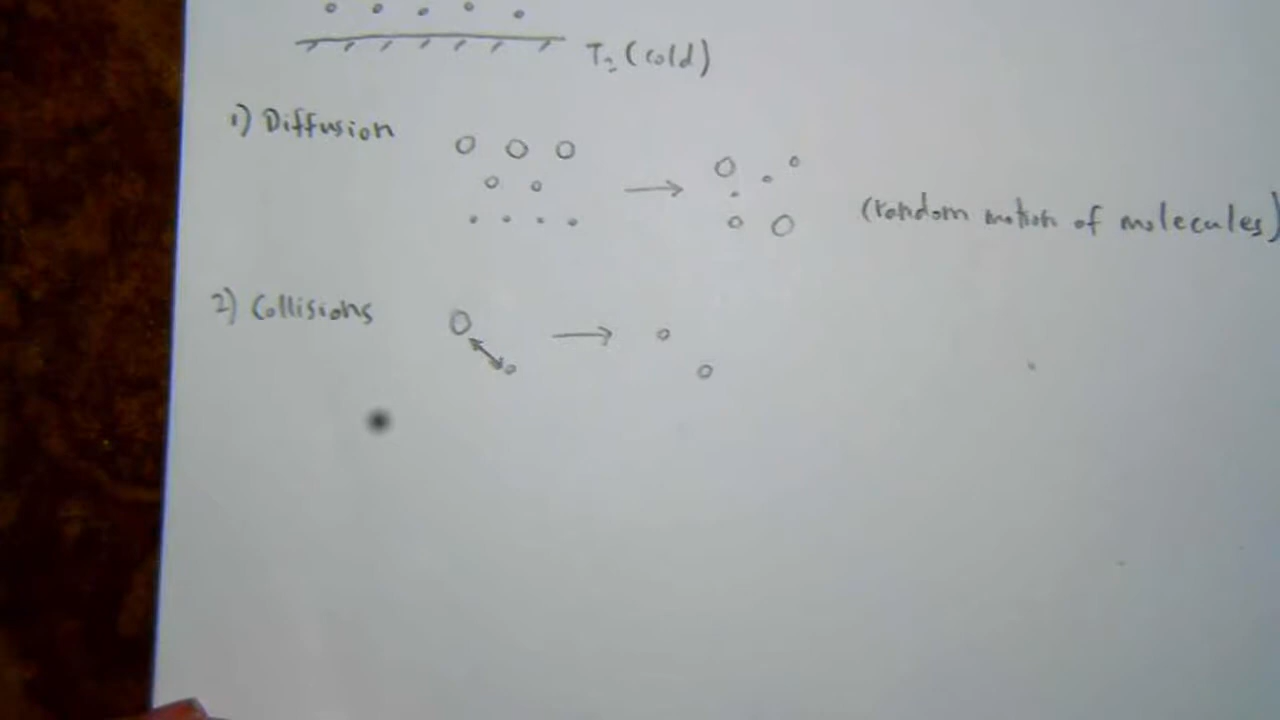 T₂ (cold)
1) Diffusion
(random motion of molecules)
2) Collisions